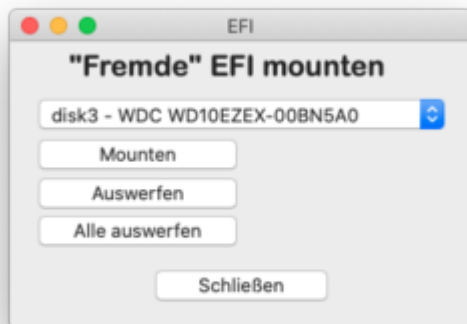 EFI
"Fremde" EFI mounten
disk3 - WDC WD10EZEX-00BN5A0
Mounten
Auswerfen
Alle auswerfen
Schließen